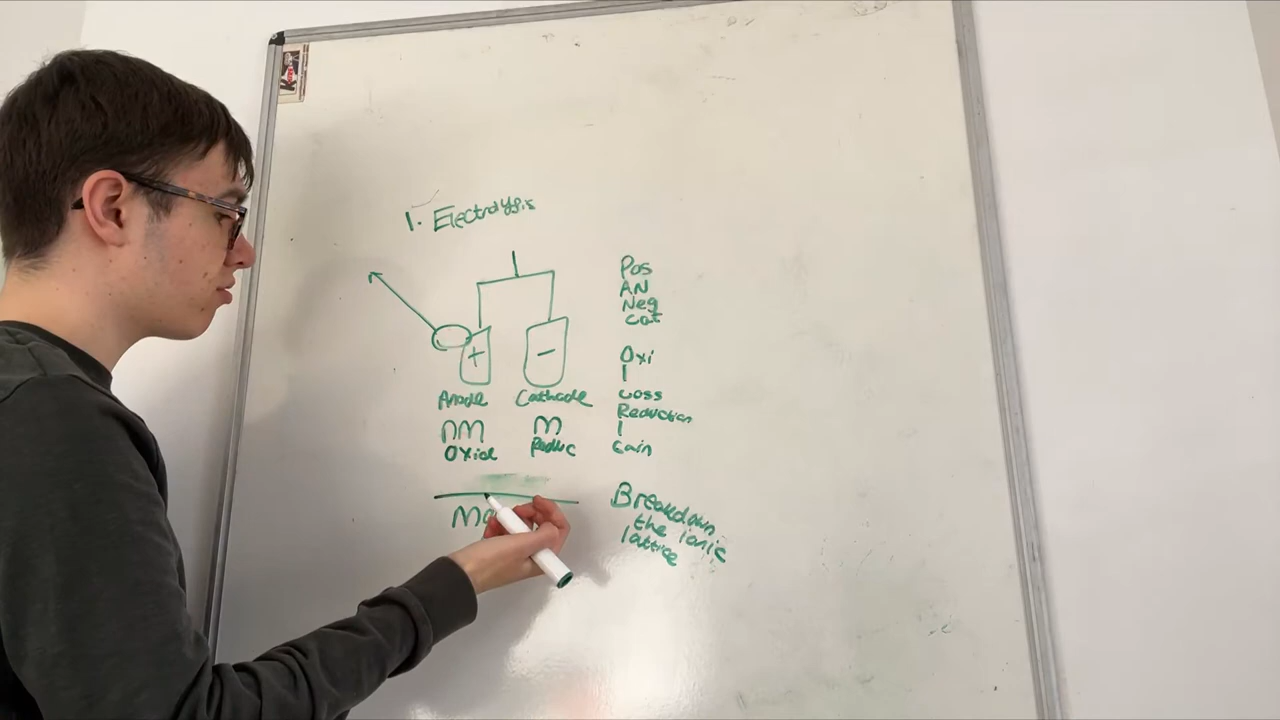 1. Electrolysis
+
−
Anode Cathode
nm m
Oxid Reduc
Pos
AN
Neg
Cat
Oxi
Loss
Reduction
Gain
Breakdown
the ionic
lattice